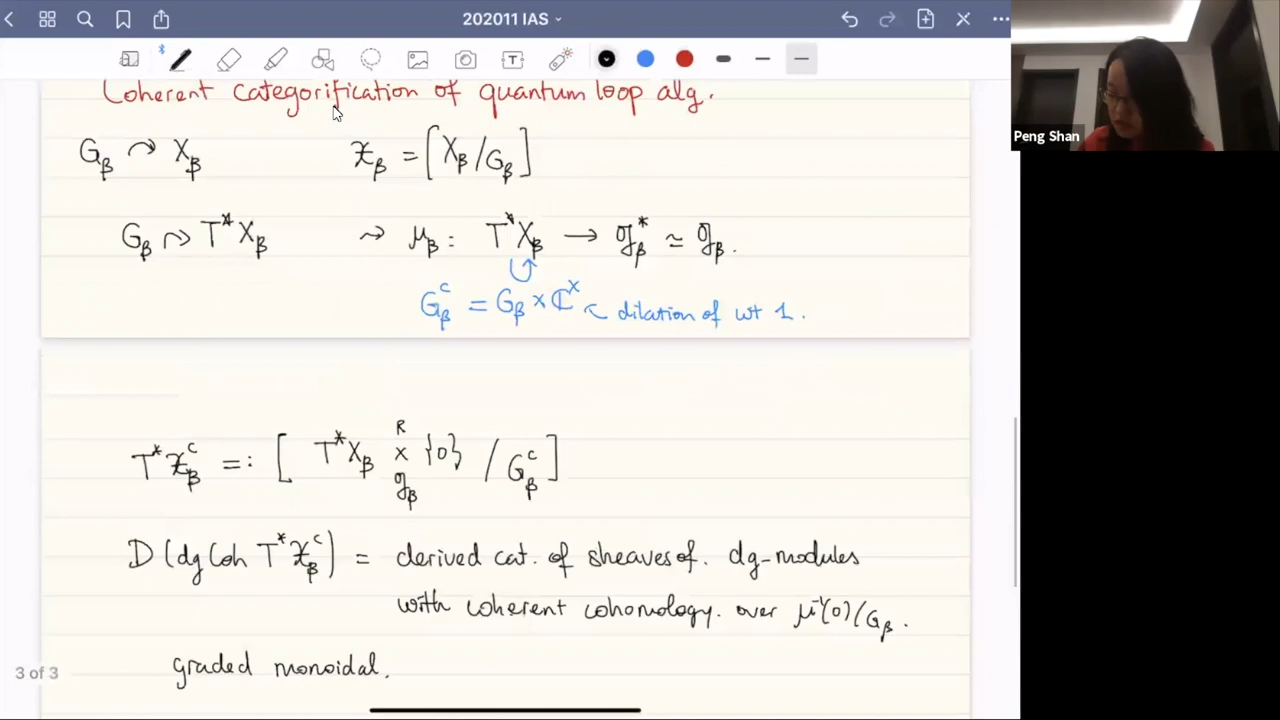 202011 IAS
Peng Shan
Coherent categorification of quantum loop alg.
G_β ↷ X_β 𝒳_β = [X_β / G_β]
G_β ↷ T*X_β ⇝ μ_β : T*X_β → 𝔤_β* ≃ 𝔤_β.
G_β^c = G_β × ℂ^× ↖ dilation of wt 1.
T*𝒳_β^c =: [ T*X_β ×^R_{𝔤_β} {0} / G_β^c ]
D(dg Coh T*𝒳_β^c) = derived cat. of sheaves of. dg-modules
with coherent cohomology. over μ^{-1}(0)/G_β.
graded monoidal.
3 of 3